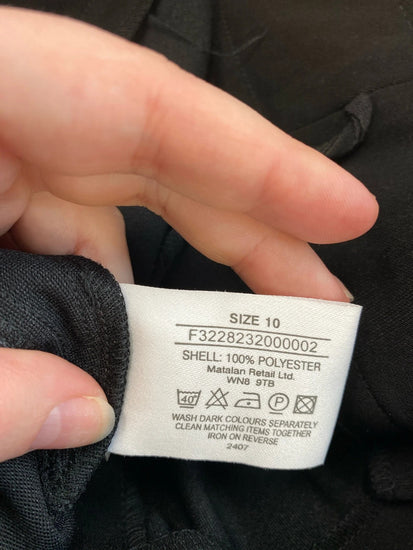 SIZE 10
F3228232000002
SHELL: 100% POLYESTER
Matalan Retail Ltd.
WN8 9TB
40° P
WASH DARK COLOURS SEPARATELY
CLEAN MATCHING ITEMS TOGETHER
IRON ON REVERSE
2407